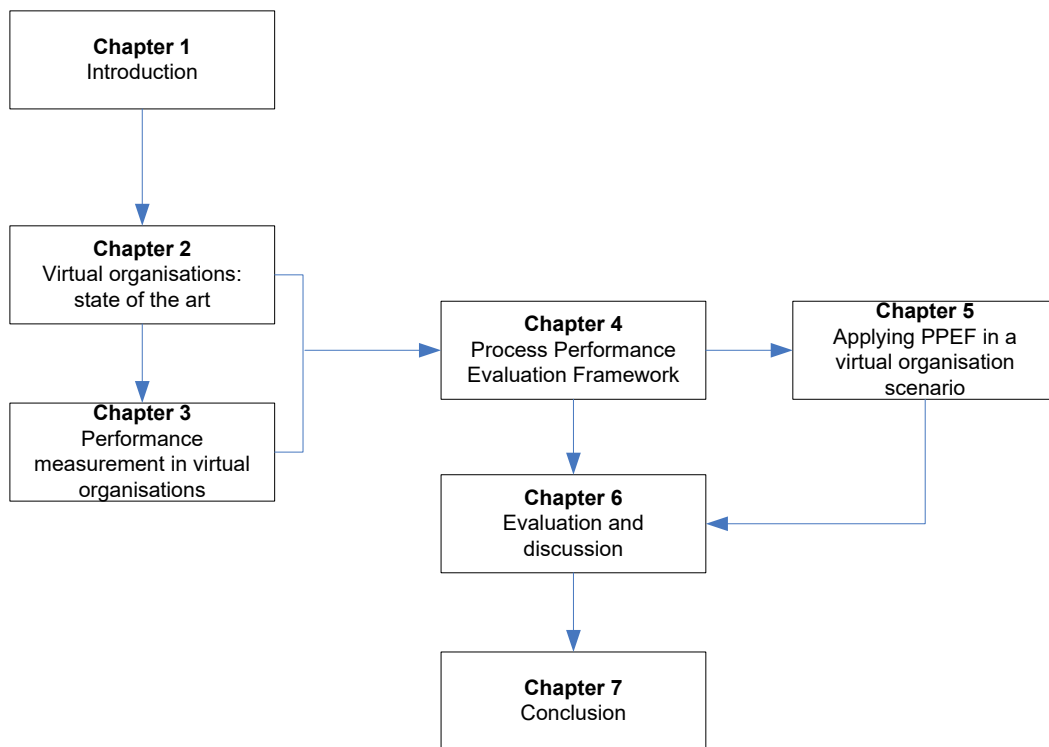 Chapter 1
Introduction
Chapter 2
Virtual organisations:
state of the art
Chapter 3
Performance
measurement in virtual
organisations
Chapter 4
Process Performance
Evaluation Framework
Chapter 5
Applying PPEF in a
virtual organisation
scenario
Chapter 6
Evaluation and
discussion
Chapter 7
Conclusion